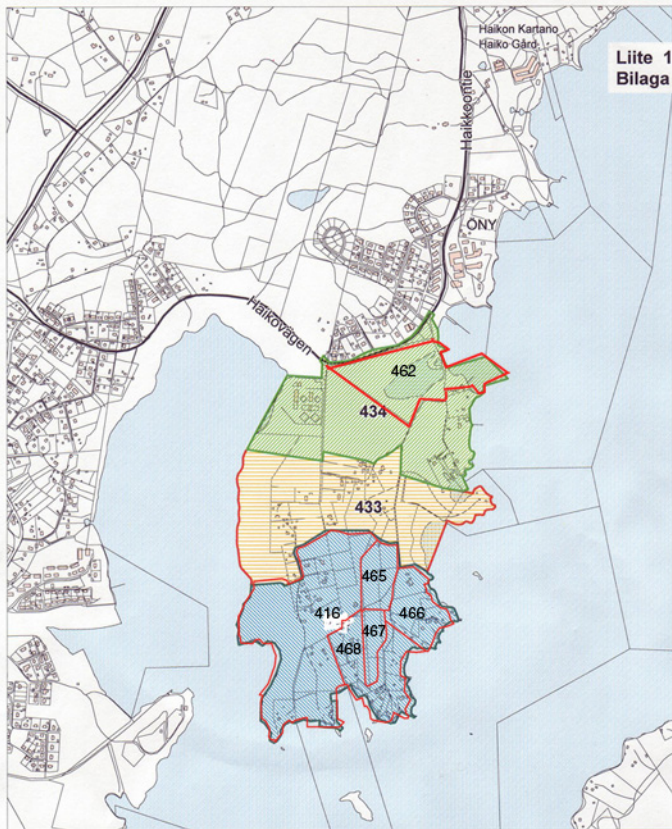 Haikon Kartano
Haiko Gård
Liite 1
Bilaga
Haikkoontie
ONY
Haikovägen
462
434
433
465
416
466
467
468